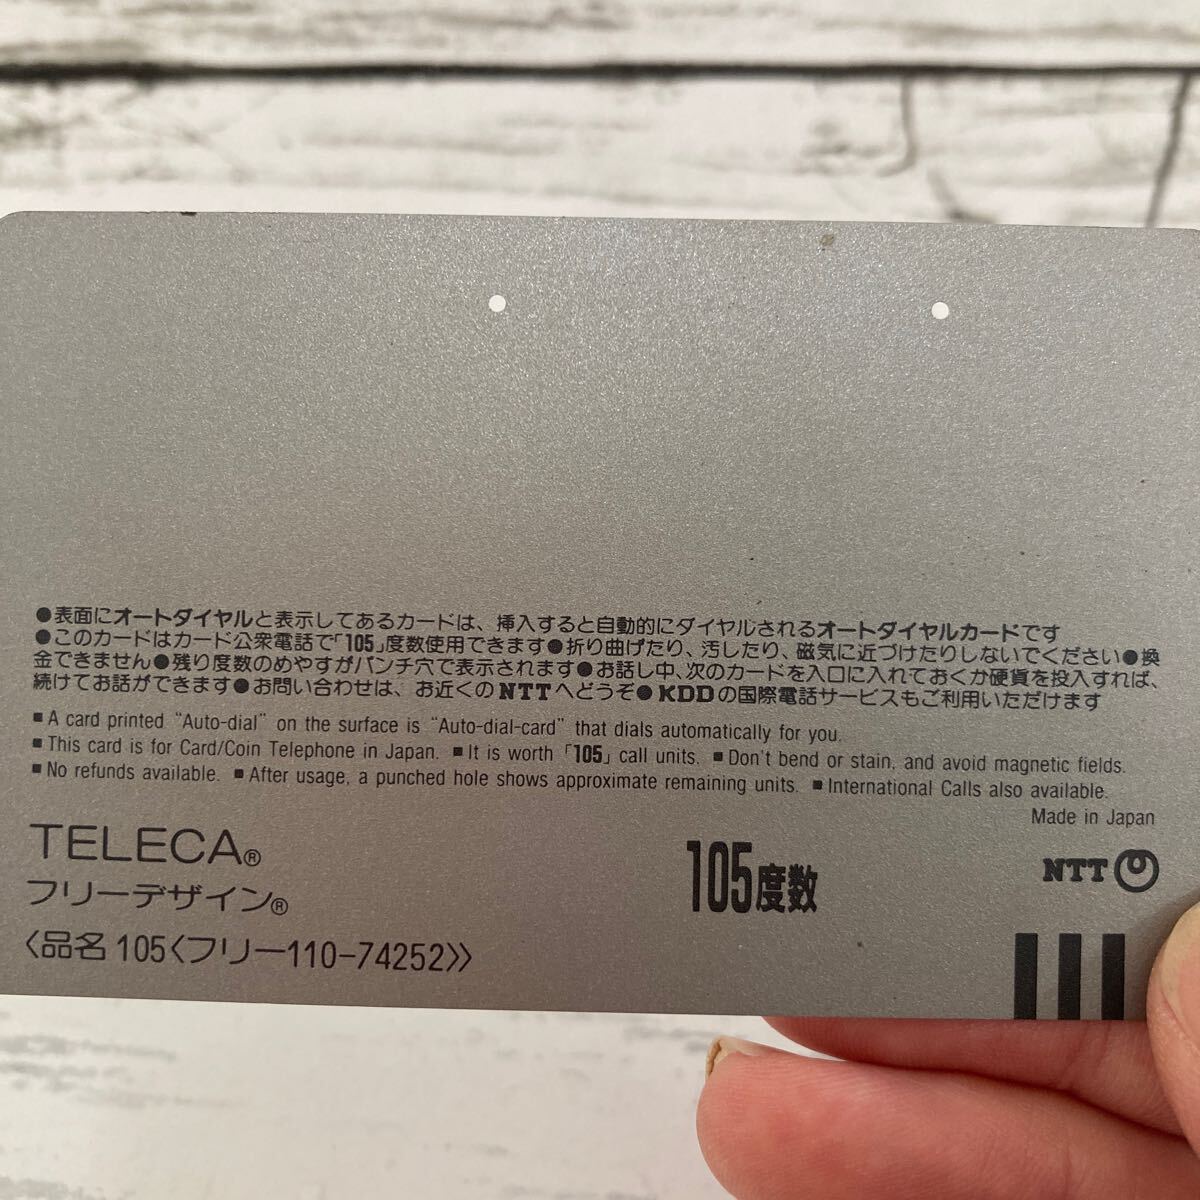 ●表面にオートダイヤルと表示してあるカードは、挿入すると自動的にダイヤルされるオートダイヤルカードです
●このカードはカード公衆電話で「105」度数使用できます●折り曲げたり、汚したり、磁気に近づけたりしないでください●換
金できません●残り度数のめやすがパンチ穴で表示されます●お話し中、次のカードを入口に入れておくか硬貨を投入すれば、
続けてお話ができます●お問い合わせは、お近くのNTTへどうぞ●KDDの国際電話サービスもご利用いただけます
■A card printed “Auto-dial” on the surface is “Auto-dial-card” that dials automatically for you.
■This card is for Card/Coin Telephone in Japan. ■It is worth「105」call units. ■Don't bend or stain, and avoid magnetic fields.
■No refunds available. ■After usage, a punched hole shows approximate remaining units. ■International Calls also available.
Made in Japan
TELECA®
フリーデザイン®
〈品名 105〈フリー110-74252〉〉
105度数
NTT